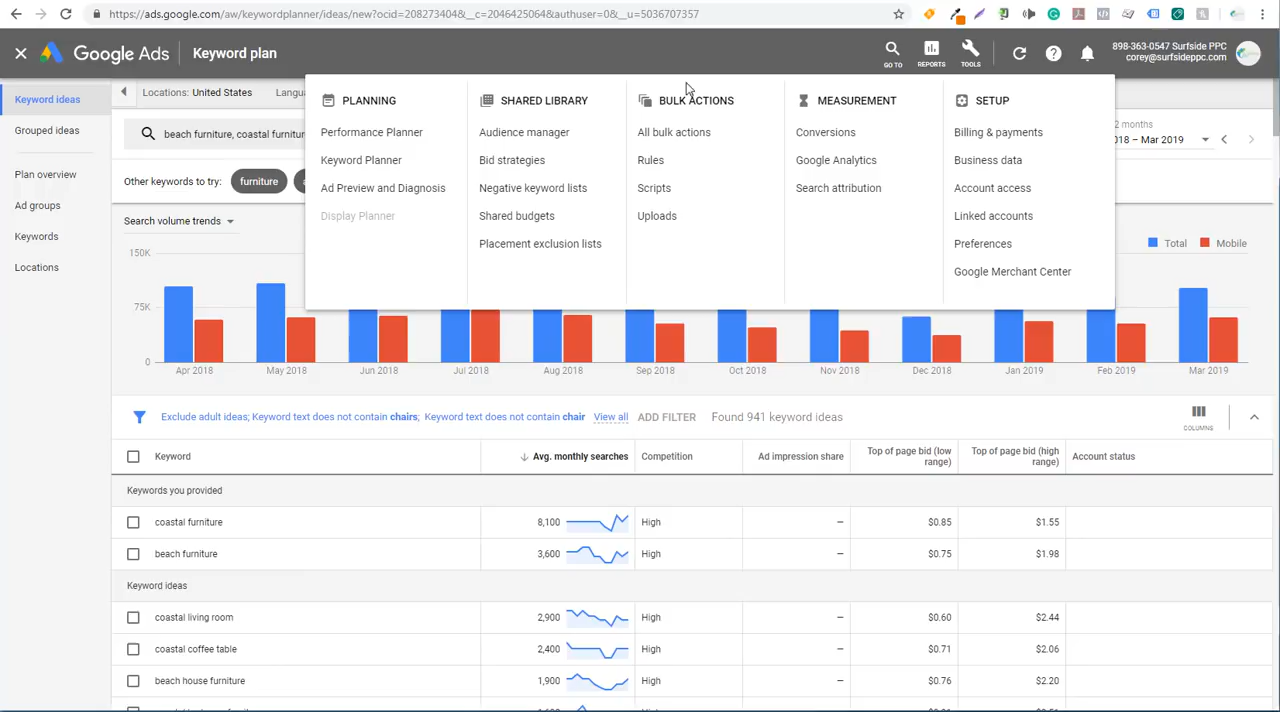 https://ads.google.com/aw/keywordplanner/ideas/new?ocid=208273404&__c=2046425064&authuser=0&__u=5036707357
Google Ads
Keyword plan
GO TO
REPORTS
TOOLS
898-363-0547 Surfside PPC
corey@surfsideppc.com
Keyword ideas
Grouped ideas
Plan overview
Ad groups
Keywords
Locations
Locations: United States
beach furniture, coastal
Other keywords to try:
furniture
PLANNING
Performance Planner
Keyword Planner
Ad Preview and Diagnosis
Display Planner
SHARED LIBRARY
Audience manager
Bid strategies
Negative keyword lists
Shared budgets
Placement exclusion lists
BULK ACTIONS
All bulk actions
Rules
Scripts
Uploads
MEASUREMENT
Conversions
Google Analytics
Search attribution
SETUP
Billing & payments
Business data
Account access
Linked accounts
Preferences
Google Merchant Center
2 months
018 – Mar 2019
Search volume trends
Total
Mobile
150K
75K
0
Apr 2018
May 2018
Jun 2018
Jul 2018
Aug 2018
Sep 2018
Oct 2018
Nov 2018
Dec 2018
Jan 2019
Feb 2019
Mar 2019
Exclude adult ideas; Keyword text does not contain chairs; Keyword text does not contain chair View all ADD FILTER Found 941 keyword ideas
COLUMNS
Keyword Avg. monthly searches Competition Ad impression share Top of page bid (low range) Top of page bid (high range) Account status
Keywords you provided
coastal furniture 8,100 High – $0.85 $1.55
beach furniture 3,600 High – $0.75 $1.98
Keyword ideas
coastal living room 2,900 High – $0.60 $2.44
coastal coffee table 2,400 High – $0.71 $2.06
beach house furniture 1,900 High – $0.76 $2.20